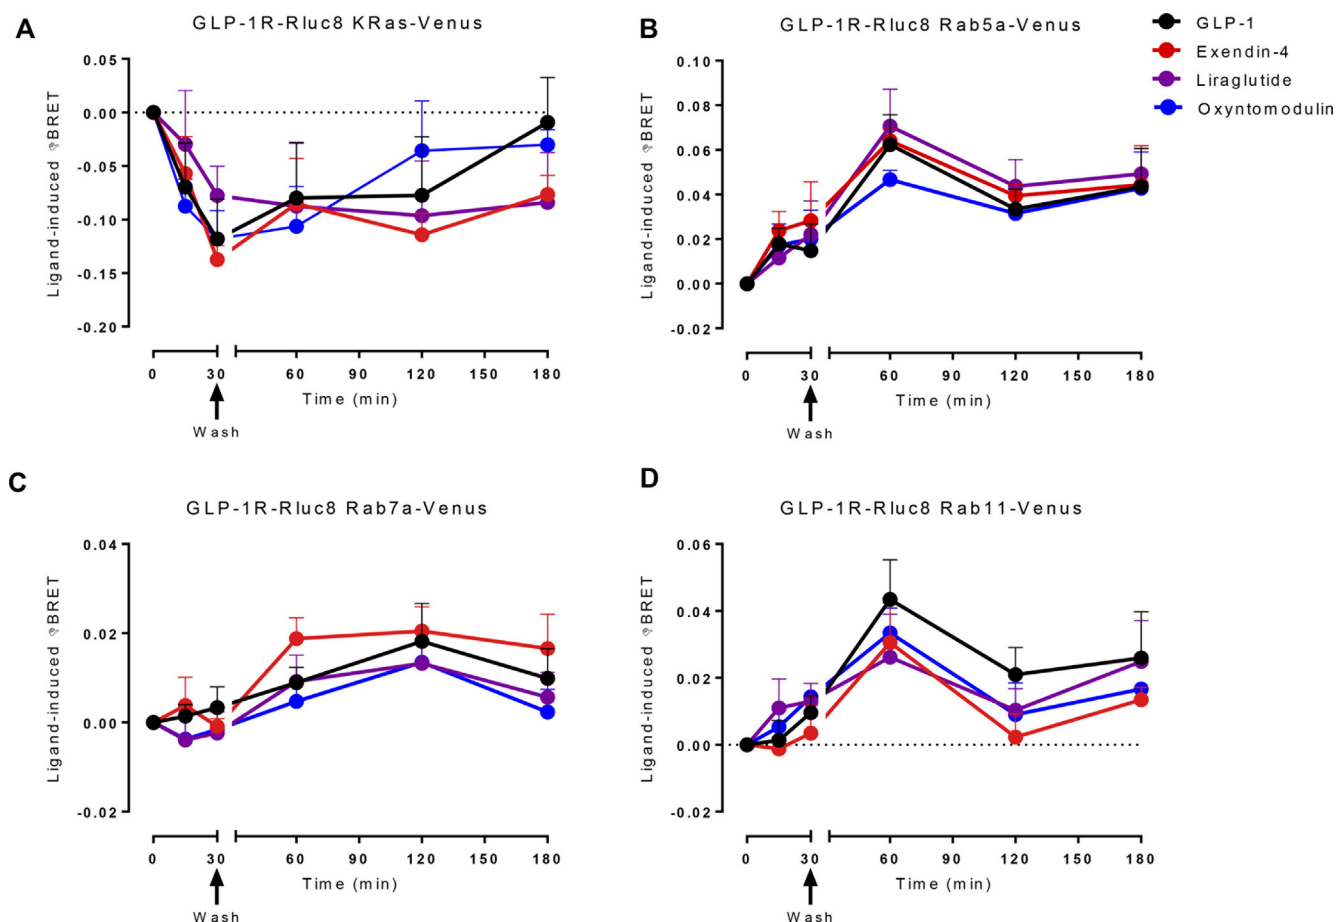 A
GLP-1R-Rluc8 KRas-Venus
Ligand-induced BRET
0.05
0.00
-0.05
-0.10
-0.15
-0.20
0 30 60 90 120 150 180
Time (min)
Wash
B
GLP-1R-Rluc8 Rab5a-Venus
Ligand-induced BRET
0.10
0.08
0.06
0.04
0.02
0.00
-0.02
0 30 60 90 120 150 180
Time (min)
Wash
GLP-1
Exendin-4
Liraglutide
Oxyntomodulin
C
GLP-1R-Rluc8 Rab7a-Venus
Ligand-induced BRET
0.04
0.02
0.00
-0.02
0 30 60 90 120 150 180
Time (min)
Wash
D
GLP-1R-Rluc8 Rab11-Venus
Ligand-induced BRET
0.06
0.04
0.02
0.00
-0.02
0 30 60 90 120 150 180
Time (min)
Wash